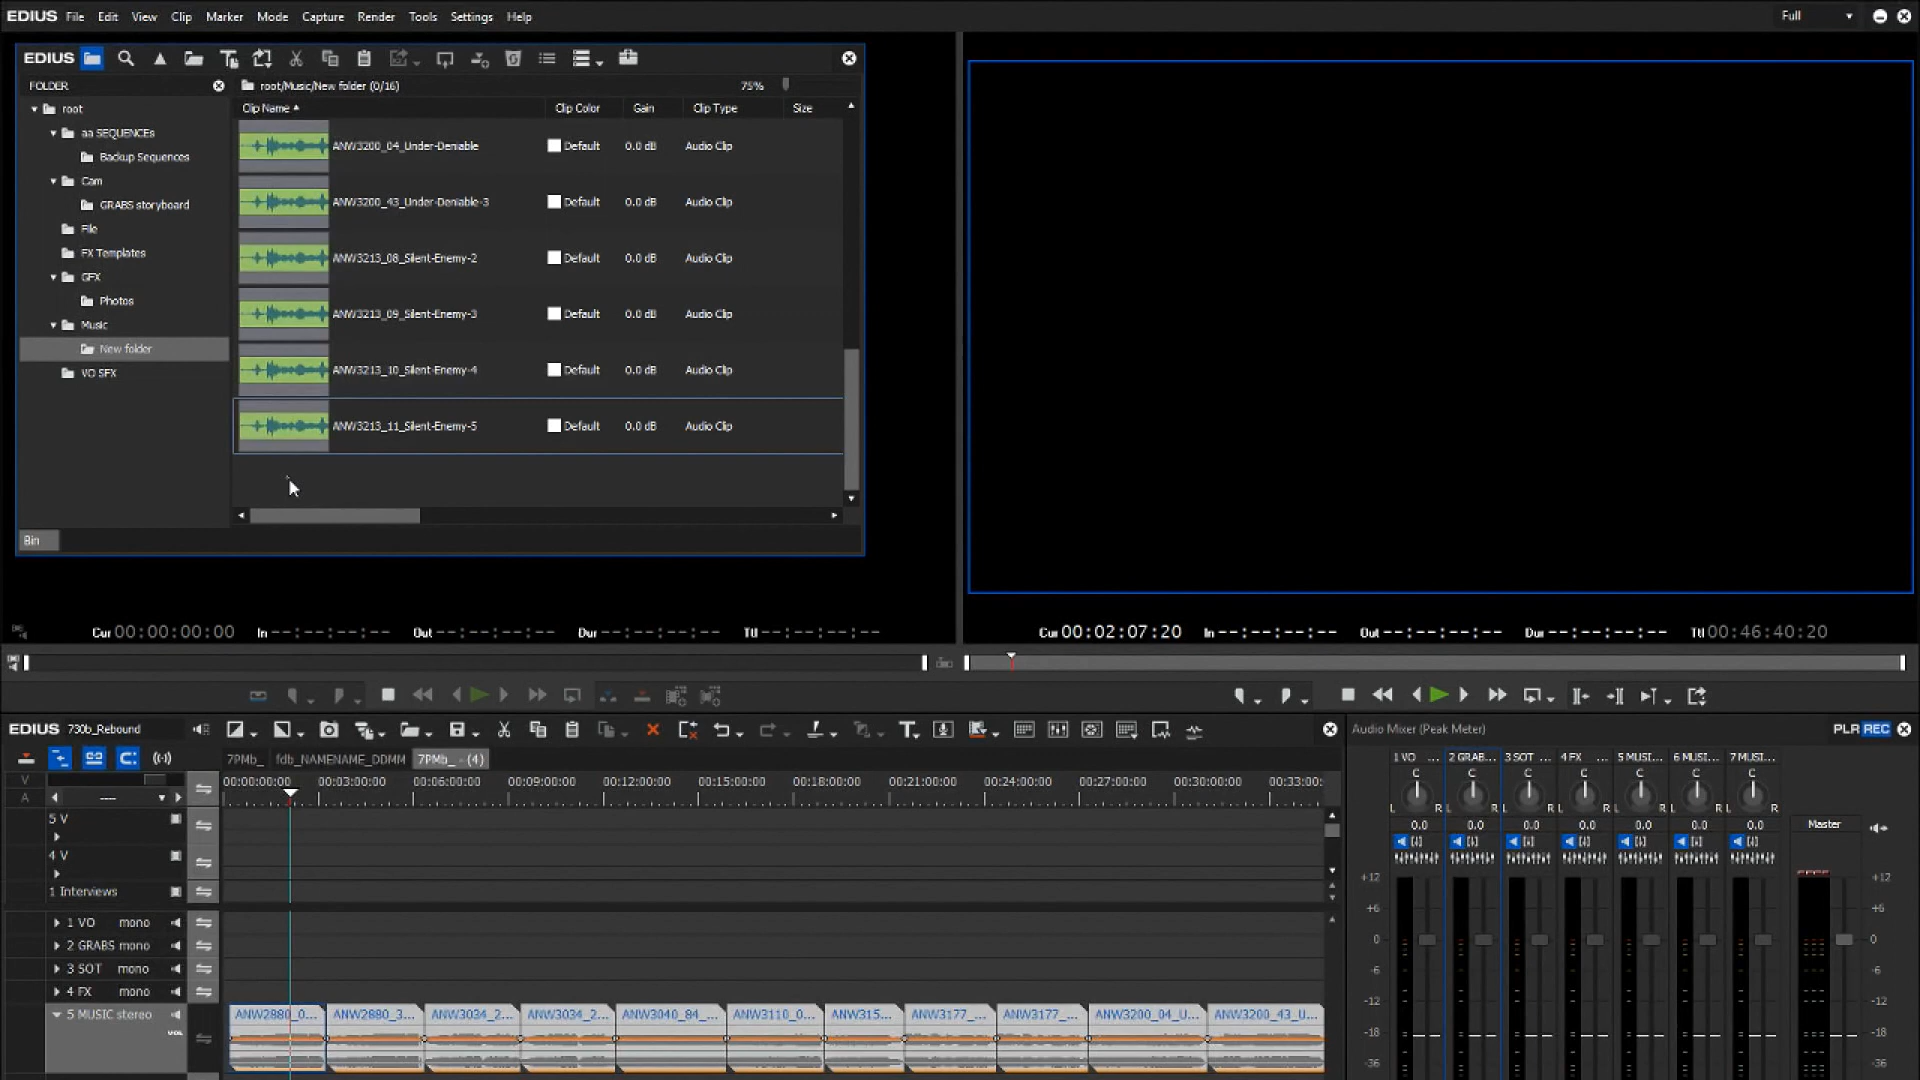 EDIUS File Edit View Clip Marker Mode Capture Render Tools Settings Help
Full
EDIUS
FOLDER
root/Music/New folder (0/16)
75%
root
aa SEQUENCEs
Backup Sequences
Cam
GRABS storyboard
File
FX Templates
GFX
Photos
Music
New folder
VO SFX
Clip Name Clip Color Gain Clip Type Size
ANW3200_04_Under-Deniable Default 0.0 dB Audio Clip
ANW3200_43_Under-Deniable-3 Default 0.0 dB Audio Clip
ANW3213_08_Silent-Enemy-2 Default 0.0 dB Audio Clip
ANW3213_09_Silent-Enemy-3 Default 0.0 dB Audio Clip
ANW3213_10_Silent-Enemy-4 Default 0.0 dB Audio Clip
ANW3213_11_Silent-Enemy-5 Default 0.0 dB Audio Clip
Bin
Cur 00:00:00:00 In --:--:--:-- Out --:--:--:-- Dur --:--:--:-- Ttl --:--:--:--
Cur 00:02:07:20 In --:--:--:-- Out --:--:--:-- Dur --:--:--:-- Ttl 00:46:40:20
EDIUS 730b_Rebound
7PMb_ fdb_NAMENAME_DDMM 7PMb_ - (4)
00:00:00:00 00:03:00:00 00:06:00:00 00:09:00:00 00:12:00:00 00:15:00:00 00:18:00:00 00:21:00:00 00:24:00:00 00:27:00:00 00:30:00:00 00:33:00:
V
A
----
5 V
4 V
1 Interviews
1 VO mono
2 GRABS mono
3 SOT mono
4 FX mono
5 MUSIC stereo
VOL
ANW2880_0... ANW2880_3... ANW3034_2... ANW3034_2... ANW3040_84_... ANW3110_0... ANW315... ANW3177_... ANW3177_... ANW3200_04_U... ANW3200_43_U...
Audio Mixer (Peak Meter)
PLR REC
1 VO ... 2 GRAB... 3 SOT ... 4 FX 5 MUSI... 6 MUSI... 7 MUSI...
C C C C C C C
L R L R L R L R L R L R L R
0.0 0.0 0.0 0.0 0.0 0.0 0.0
Master
+12 +12
+6 +6
0 0
-6 -6
-12 -12
-18 -18
-36 -36